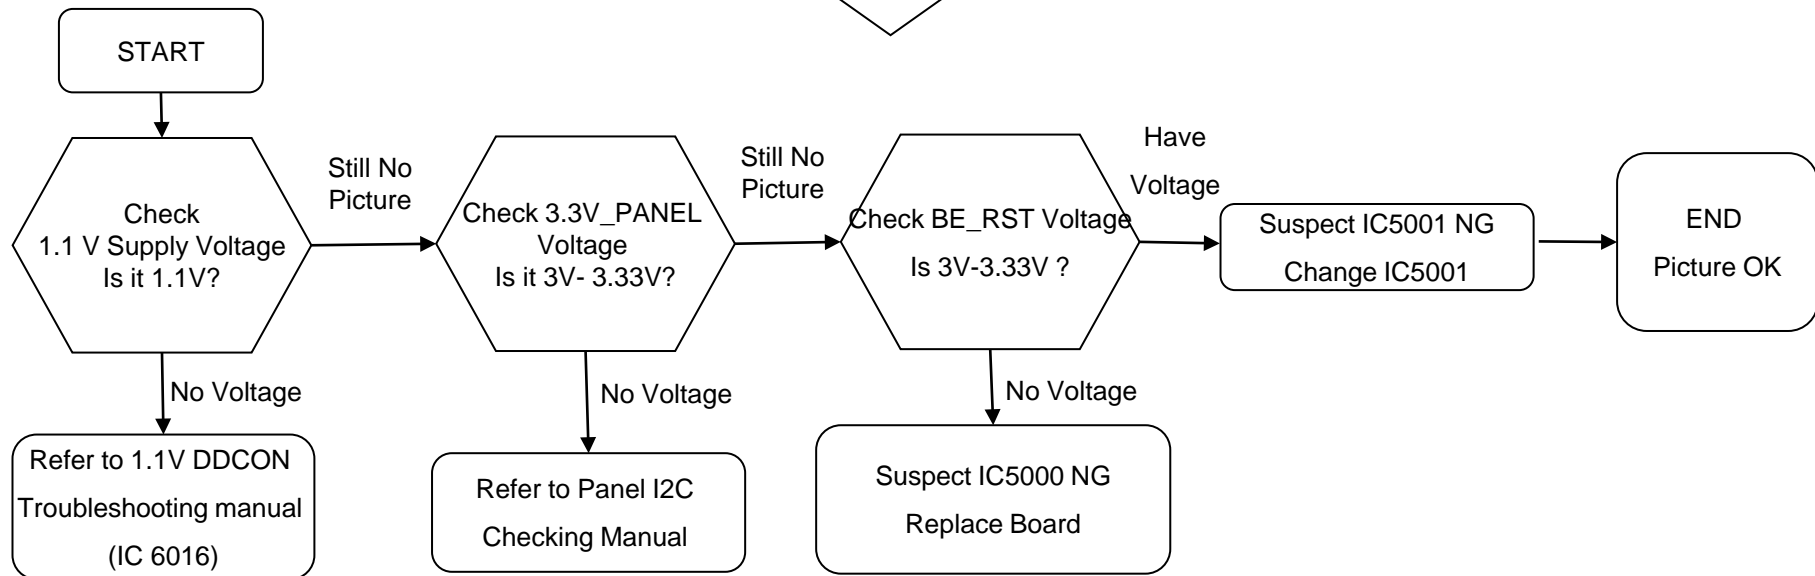 START
Check
1.1 V Supply Voltage
Is it 1.1V?
Still No
Picture
Check 3.3V_PANEL
Voltage
Is it 3V- 3.33V?
Still No
Picture
Check BE_RST Voltage
Is 3V-3.33V ?
Have
Voltage
Suspect IC5001 NG
Change IC5001
END
Picture OK
No Voltage
Refer to 1.1V DDCON
Troubleshooting manual
(IC 6016)
No Voltage
Refer to Panel I2C
Checking Manual
No Voltage
Suspect IC5000 NG
Replace Board